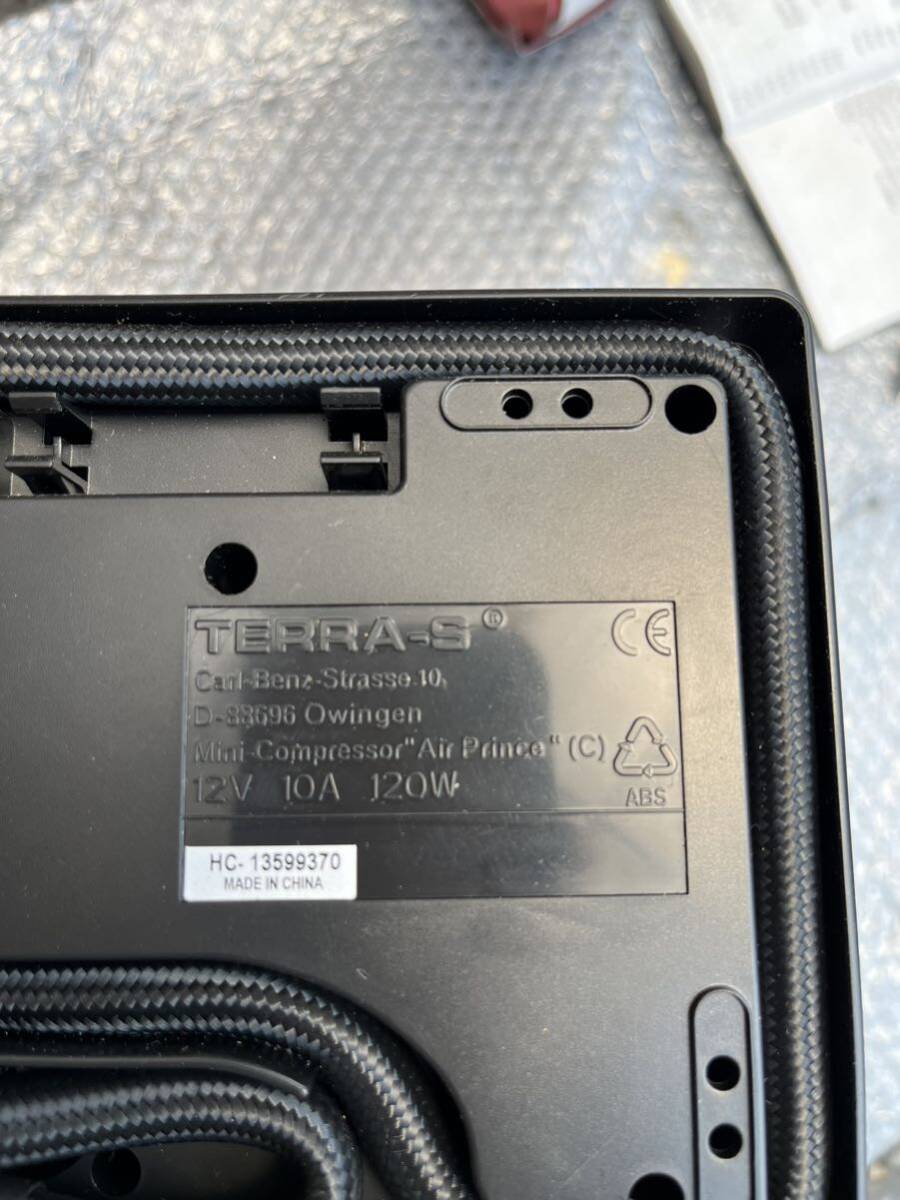 TERRA-S®
CE
Carl-Benz-Strasse 10,
D-88696 Owingen
Mini-Compressor "Air Prince" (C)
12V 10A 120W
ABS
HC- 13599370
MADE IN CHINA